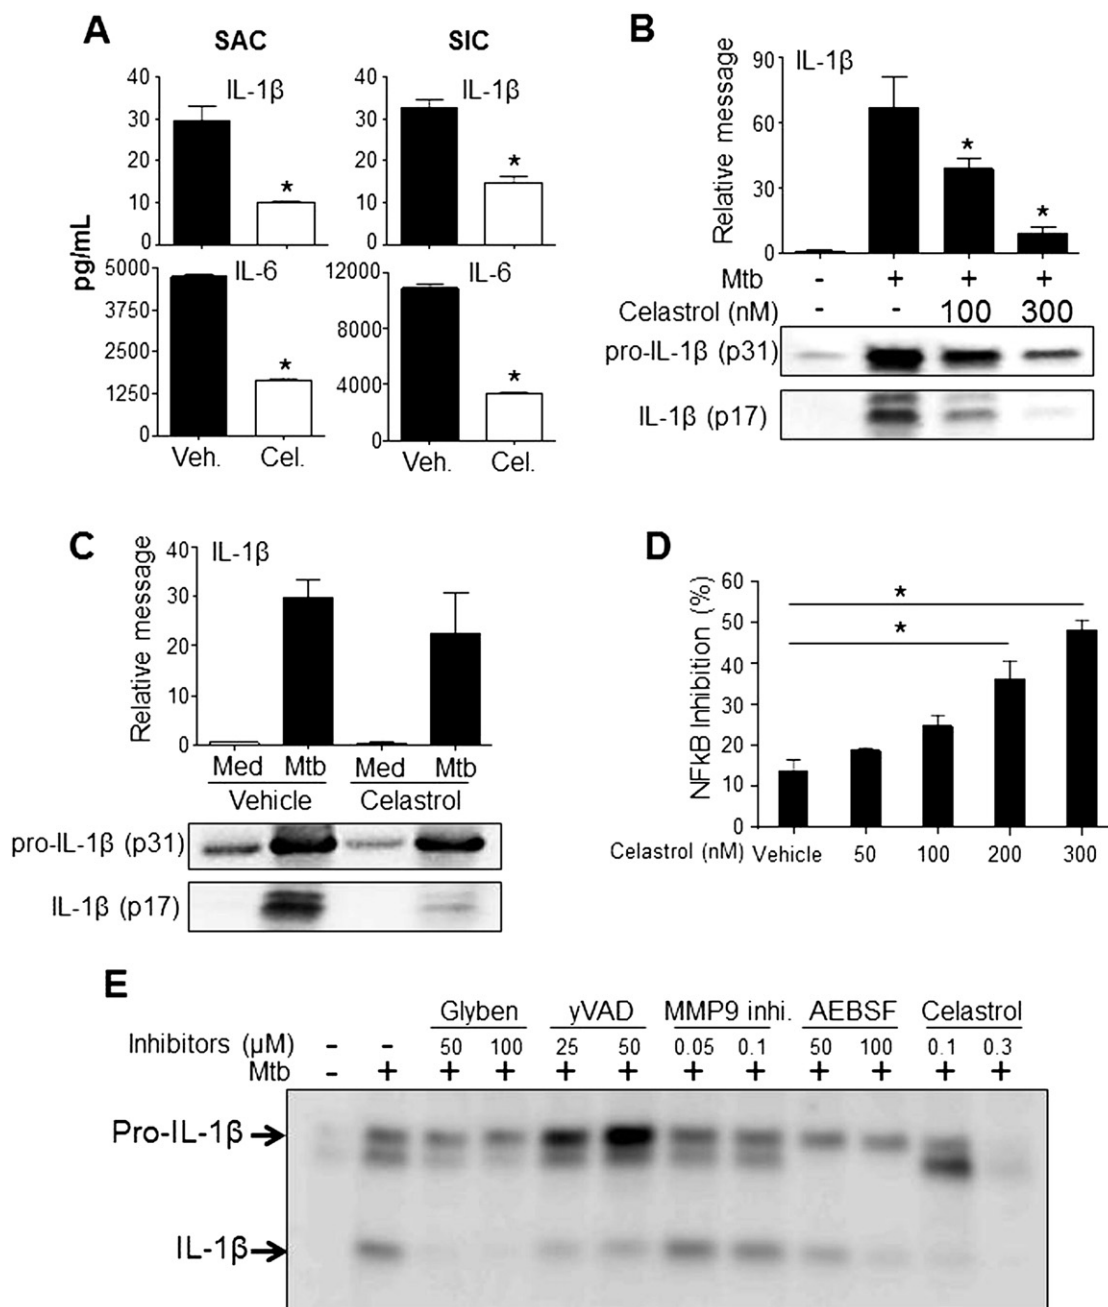 A
SAC
SIC
pg/mL
40
30
20
10
0
IL-1β
*
40
30
20
10
0
IL-1β
*
5000
3750
2500
1250
0
IL-6
*
Veh.
Cel.
12000
8000
4000
0
IL-6
*
Veh.
Cel.
B
Relative message
90
60
30
0
IL-1β
*
*
Mtb - + + +
Celastrol (nM) - - 100 300
pro-IL-1β (p31)
IL-1β (p17)
C
Relative message
40
30
20
10
0
IL-1β
Med Mtb Med Mtb
Vehicle Celastrol
pro-IL-1β (p31)
IL-1β (p17)
D
NFkB Inhibition (%)
60
50
40
30
20
10
0
*
*
Celastrol (nM) Vehicle 50 100 200 300
E
Glyben yVAD MMP9 inhi. AEBSF Celastrol
Inhibitors (µM) - - 50 100 25 50 0.05 0.1 50 100 0.1 0.3
Mtb - + + + + + + + + + + +
Pro-IL-1β
IL-1β